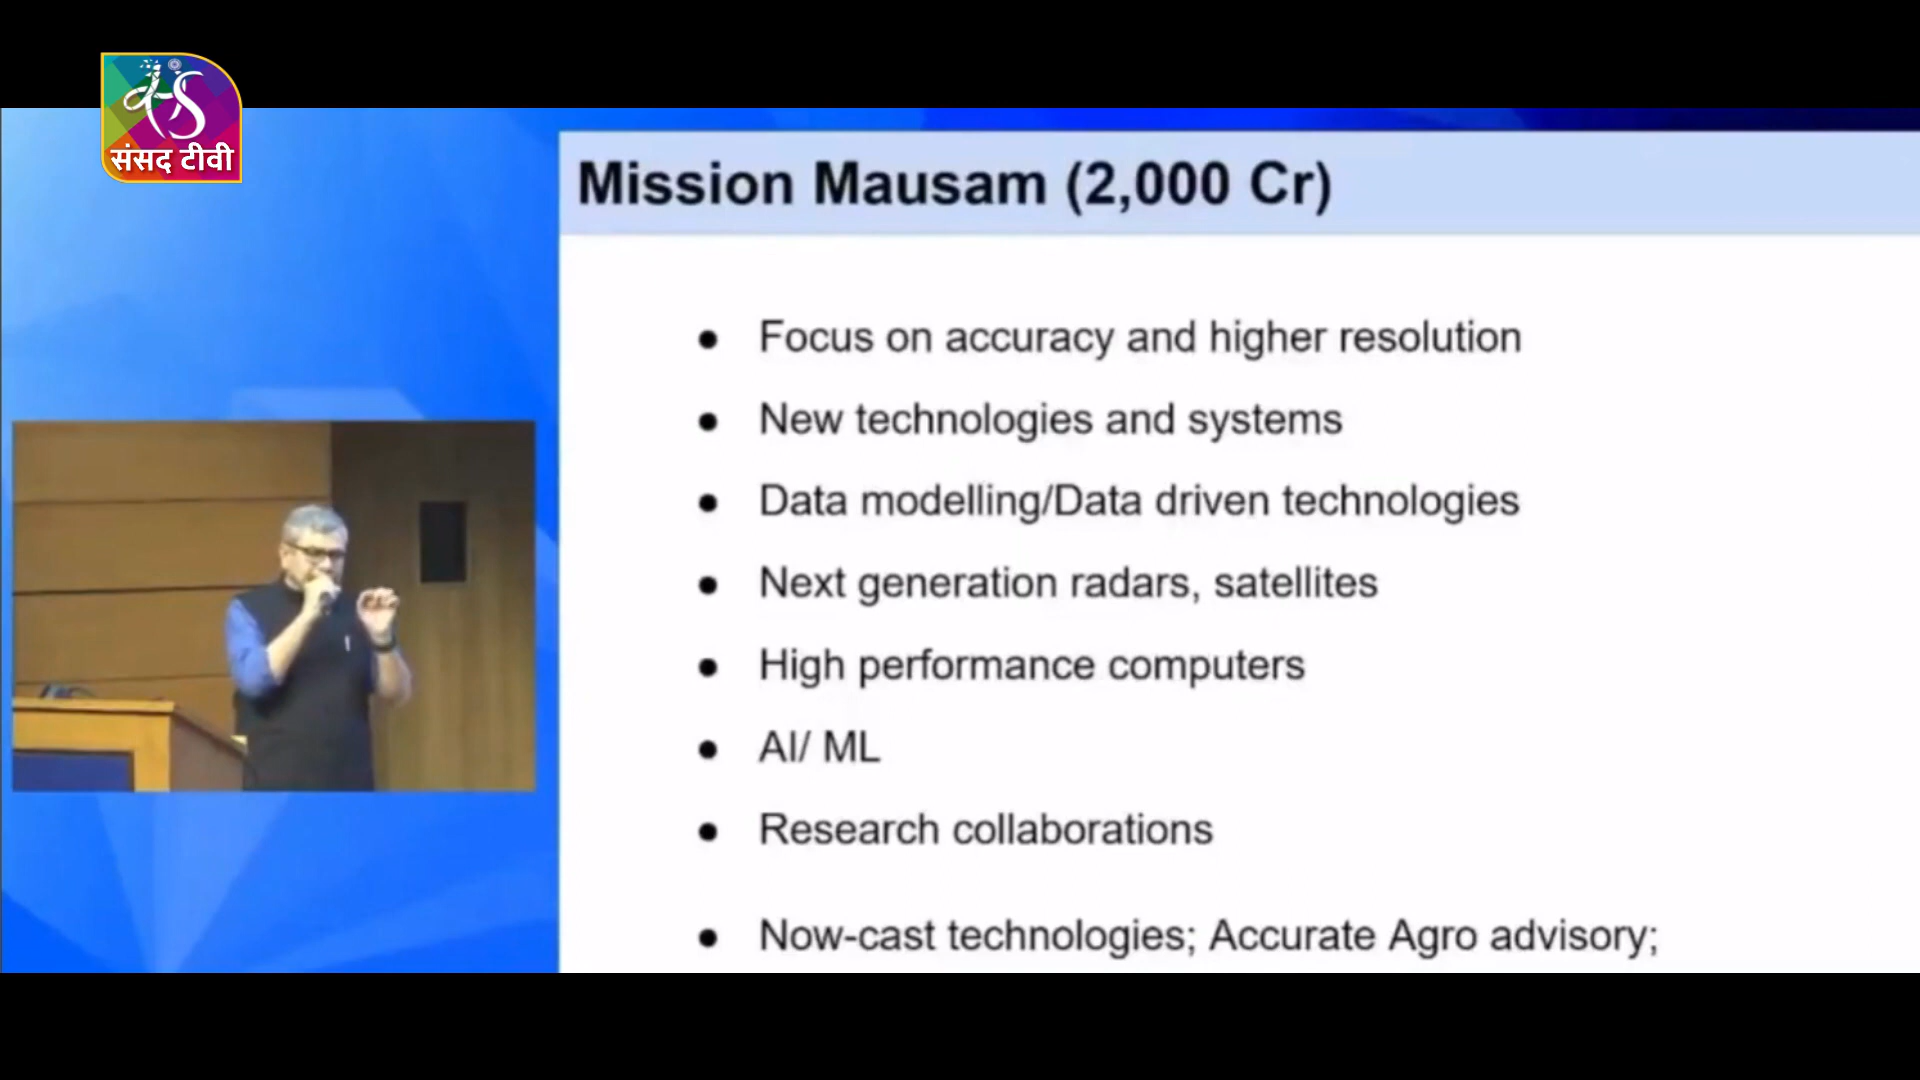 संसद टीवी
Mission Mausam (2,000 Cr)
● Focus on accuracy and higher resolution
● New technologies and systems
● Data modelling/Data driven technologies
● Next generation radars, satellites
● High performance computers
● AI/ ML
● Research collaborations
● Now-cast technologies; Accurate Agro advisory;